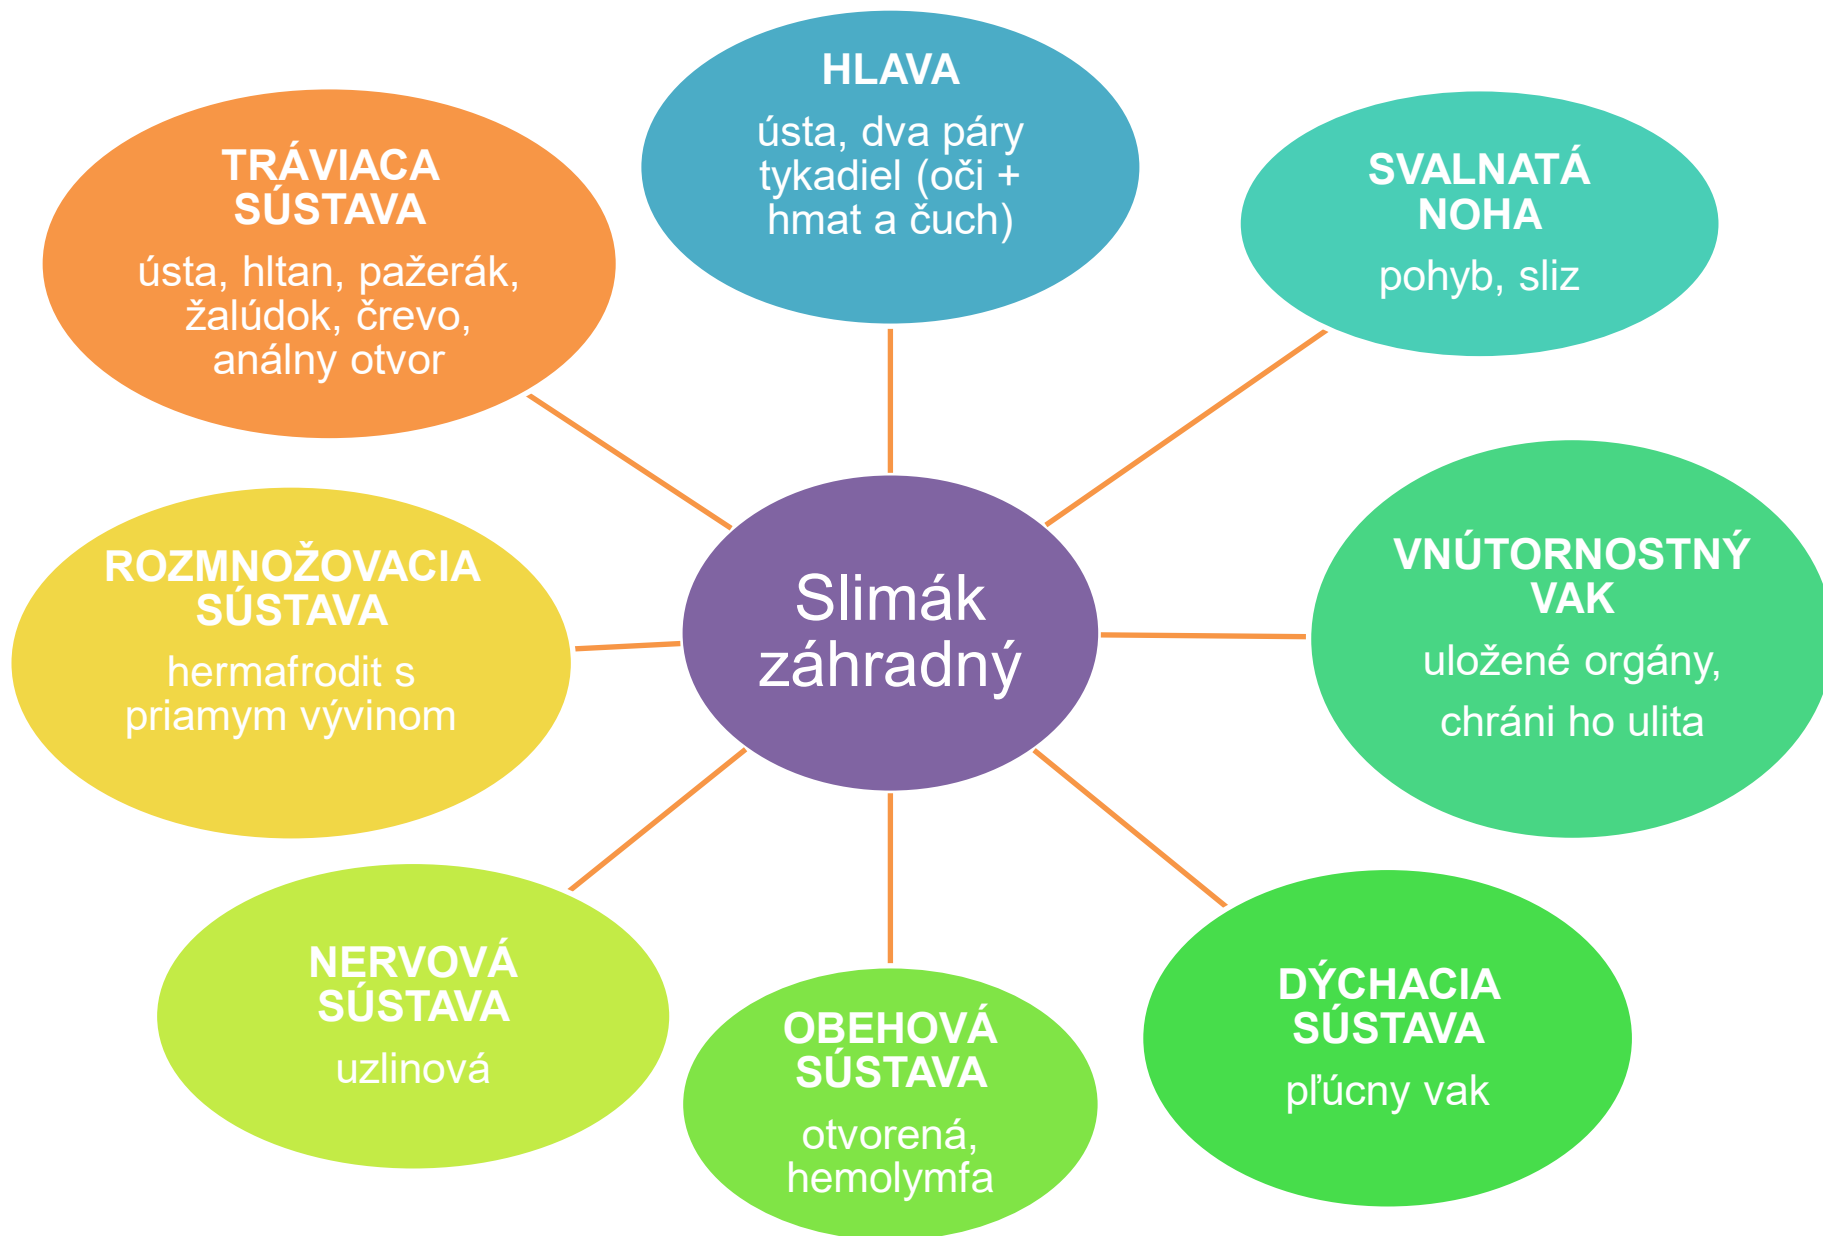 HLAVA
ústa, dva páry
tykadiel (oči +
hmat a čuch)
SVALNATÁ
NOHA
pohyb, sliz
VNÚTORNOSTNÝ
VAK
uložené orgány,
chráni ho ulita
DÝCHACIA
SÚSTAVA
pľúcny vak
OBEHOVÁ
SÚSTAVA
otvorená,
hemolymfa
NERVOVÁ
SÚSTAVA
uzlinová
ROZMNOŽOVACIA
SÚSTAVA
hermafrodit s
priamym vývinom
TRÁVIACA
SÚSTAVA
ústa, hltan, pažerák,
žalúdok, črevo,
análny otvor
Slimák
záhradný